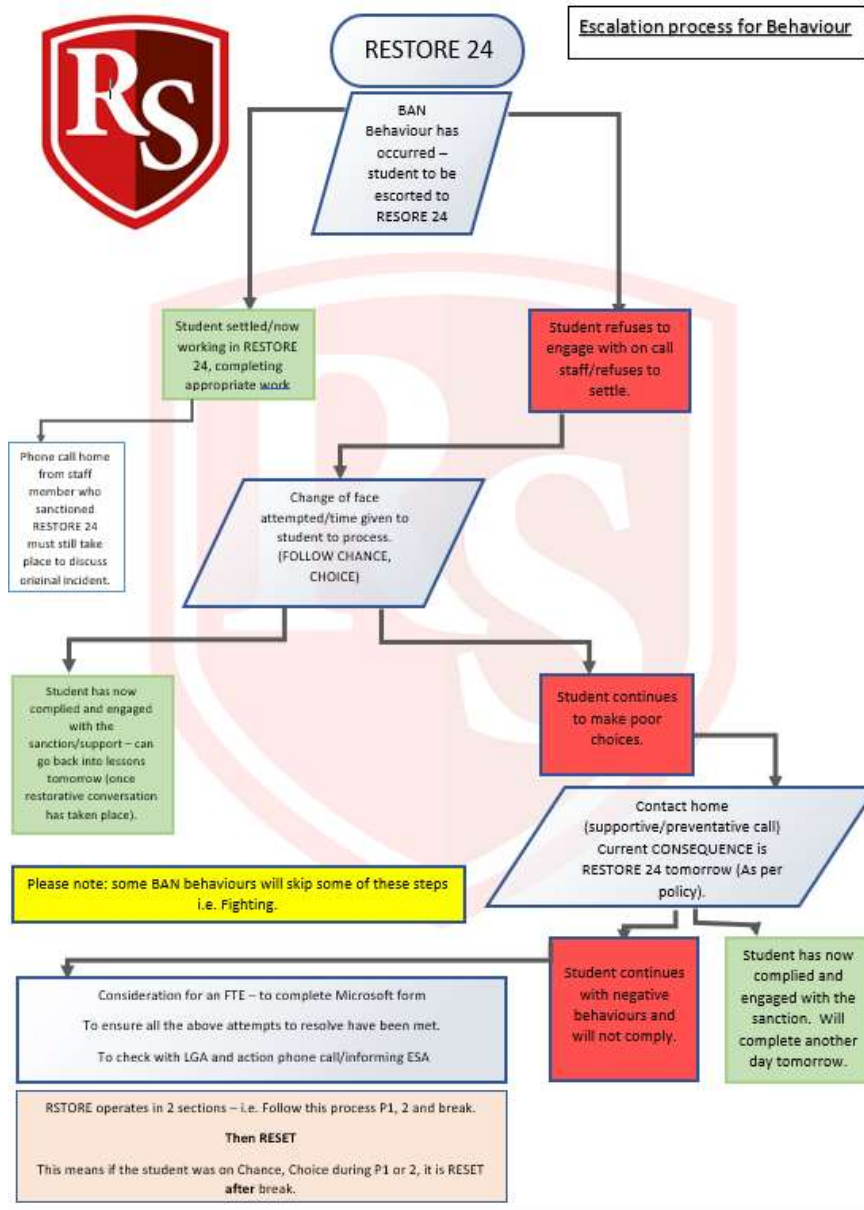 RS
Escalation process for Behaviour
RESTORE 24
BAN
Behaviour has
occurred –
student to be
escorted to
RESORE 24
Student settled/now
working in RESTORE
24, completing
appropriate work
Student refuses to
engage with on call
staff/refuses to
settle.
Phone call home
from staff
member who
sanctioned
RESTORE 24
must still take
place to discuss
original incident.
Change of face
attempted/time given to
student to process.
(FOLLOW CHANCE,
CHOICE)
Student has now
complied and engaged
with the
sanction/support – can
go back into lessons
tomorrow (once
restorative conversation
has taken place).
Student continues
to make poor
choices.
Contact home
(supportive/preventative call)
Current CONSEQUENCE is
RESTORE 24 tomorrow (As per
policy).
Please note: some BAN behaviours will skip some of these steps
i.e. Fighting.
Student continues
with negative
behaviours and
will not comply.
Student has now
complied and
engaged with the
sanction. Will
complete another
day tomorrow.
Consideration for an FTE – to complete Microsoft form
To ensure all the above attempts to resolve have been met.
To check with LGA and action phone call/informing ESA
RSTORE operates in 2 sections – i.e. Follow this process P1, 2 and break.
Then RESET
This means if the student was on Chance, Choice during P1 or 2, it is RESET
after break.
RS